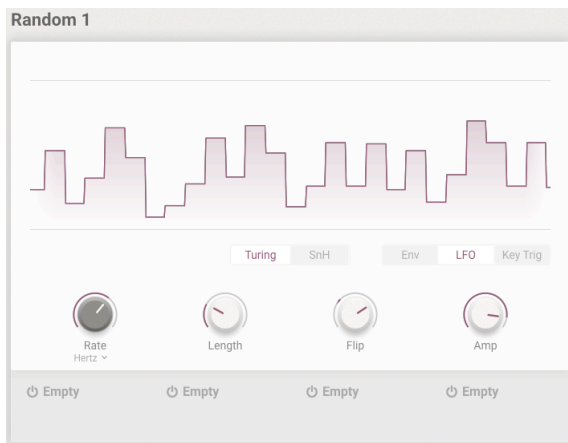 Random 1
Turing SnH Env LFO Key Trig
Rate Length Flip Amp
Hertz
Empty Empty Empty Empty